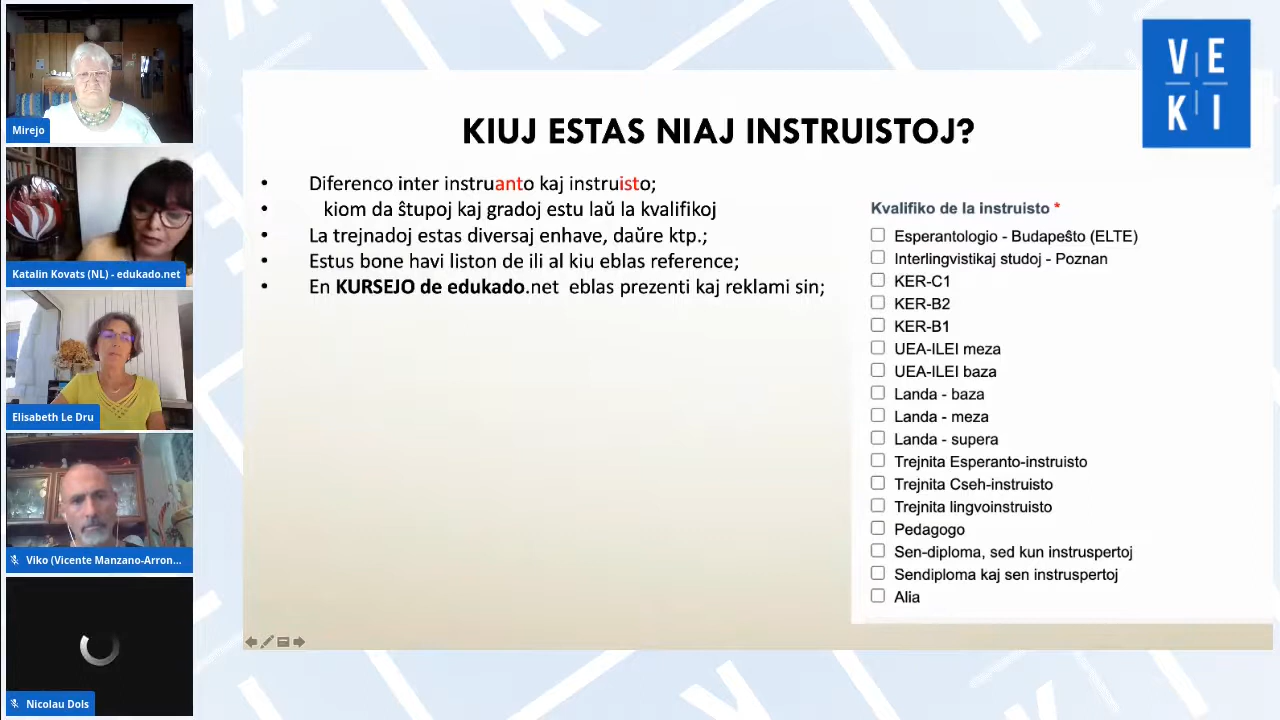 Mirejo
Katalin Kovats (NL) - edukado.net
Elisabeth Le Dru
Viko (Vicente Manzano-Arron...
Nicolau Dols
VE
KI
KIUJ ESTAS NIAJ INSTRUISTOJ?
• Diferenco inter instruanto kaj instruisto;
• kiom da ŝtupoj kaj gradoj estu laŭ la kvalifikoj
• La trejnadoj estas diversaj enhave, daŭre ktp.;
• Estus bone havi liston de ili al kiu eblas reference;
• En KURSEJO de edukado.net eblas prezenti kaj reklami sin;
Kvalifiko de la instruisto *
Esperantologio - Budapeŝto (ELTE)
Interlingvistikaj studoj - Poznan
KER-C1
KER-B2
KER-B1
UEA-ILEI meza
UEA-ILEI baza
Landa - baza
Landa - meza
Landa - supera
Trejnita Esperanto-instruisto
Trejnita Cseh-instruisto
Trejnita lingvoinstruisto
Pedagogo
Sen-diploma, sed kun instruspertoj
Sendiploma kaj sen instruspertoj
Alia